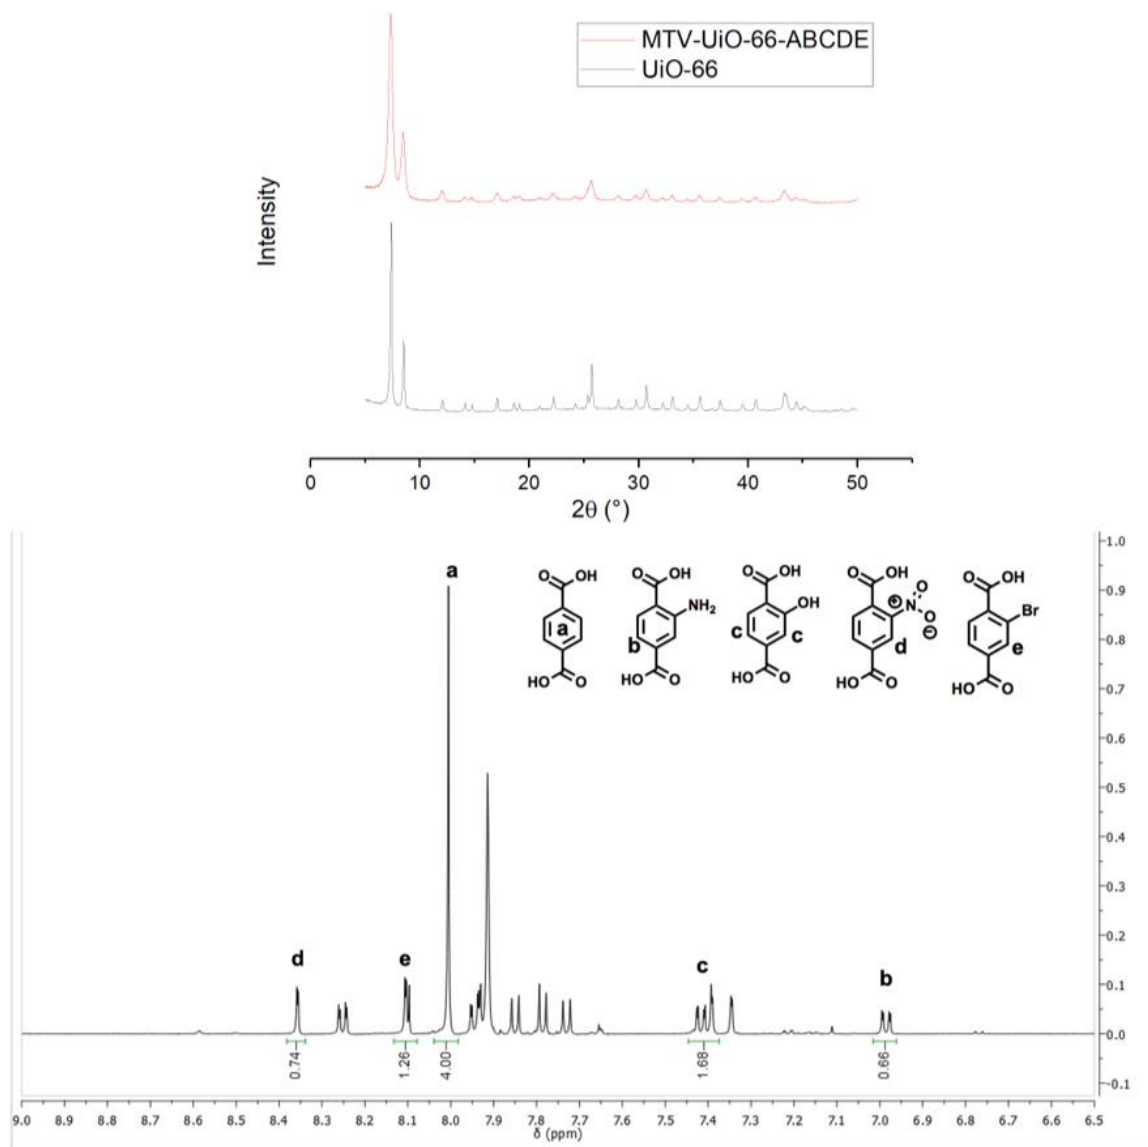 MTV-UiO-66-ABCDE
UiO-66
Intensity
0 10 20 30 40 50
2θ (°)
a
O OH
a
HO O
O OH
NH₂
b
HO O
O OH
OH
c c
HO O
O OH
⊕ N O
O
⊖
d
HO O
O OH
Br
e
HO O
d
e
c
b
0.74
1.26
4.00
1.68
0.66
1.0
0.9
0.8
0.7
0.6
0.5
0.4
0.3
0.2
0.1
0.0
-0.1
9.0 8.9 8.8 8.7 8.6 8.5 8.4 8.3 8.2 8.1 8.0 7.9 7.8 7.7 7.6 7.5 7.4 7.3 7.2 7.1 7.0 6.9 6.8 6.7 6.6 6.5
δ (ppm)